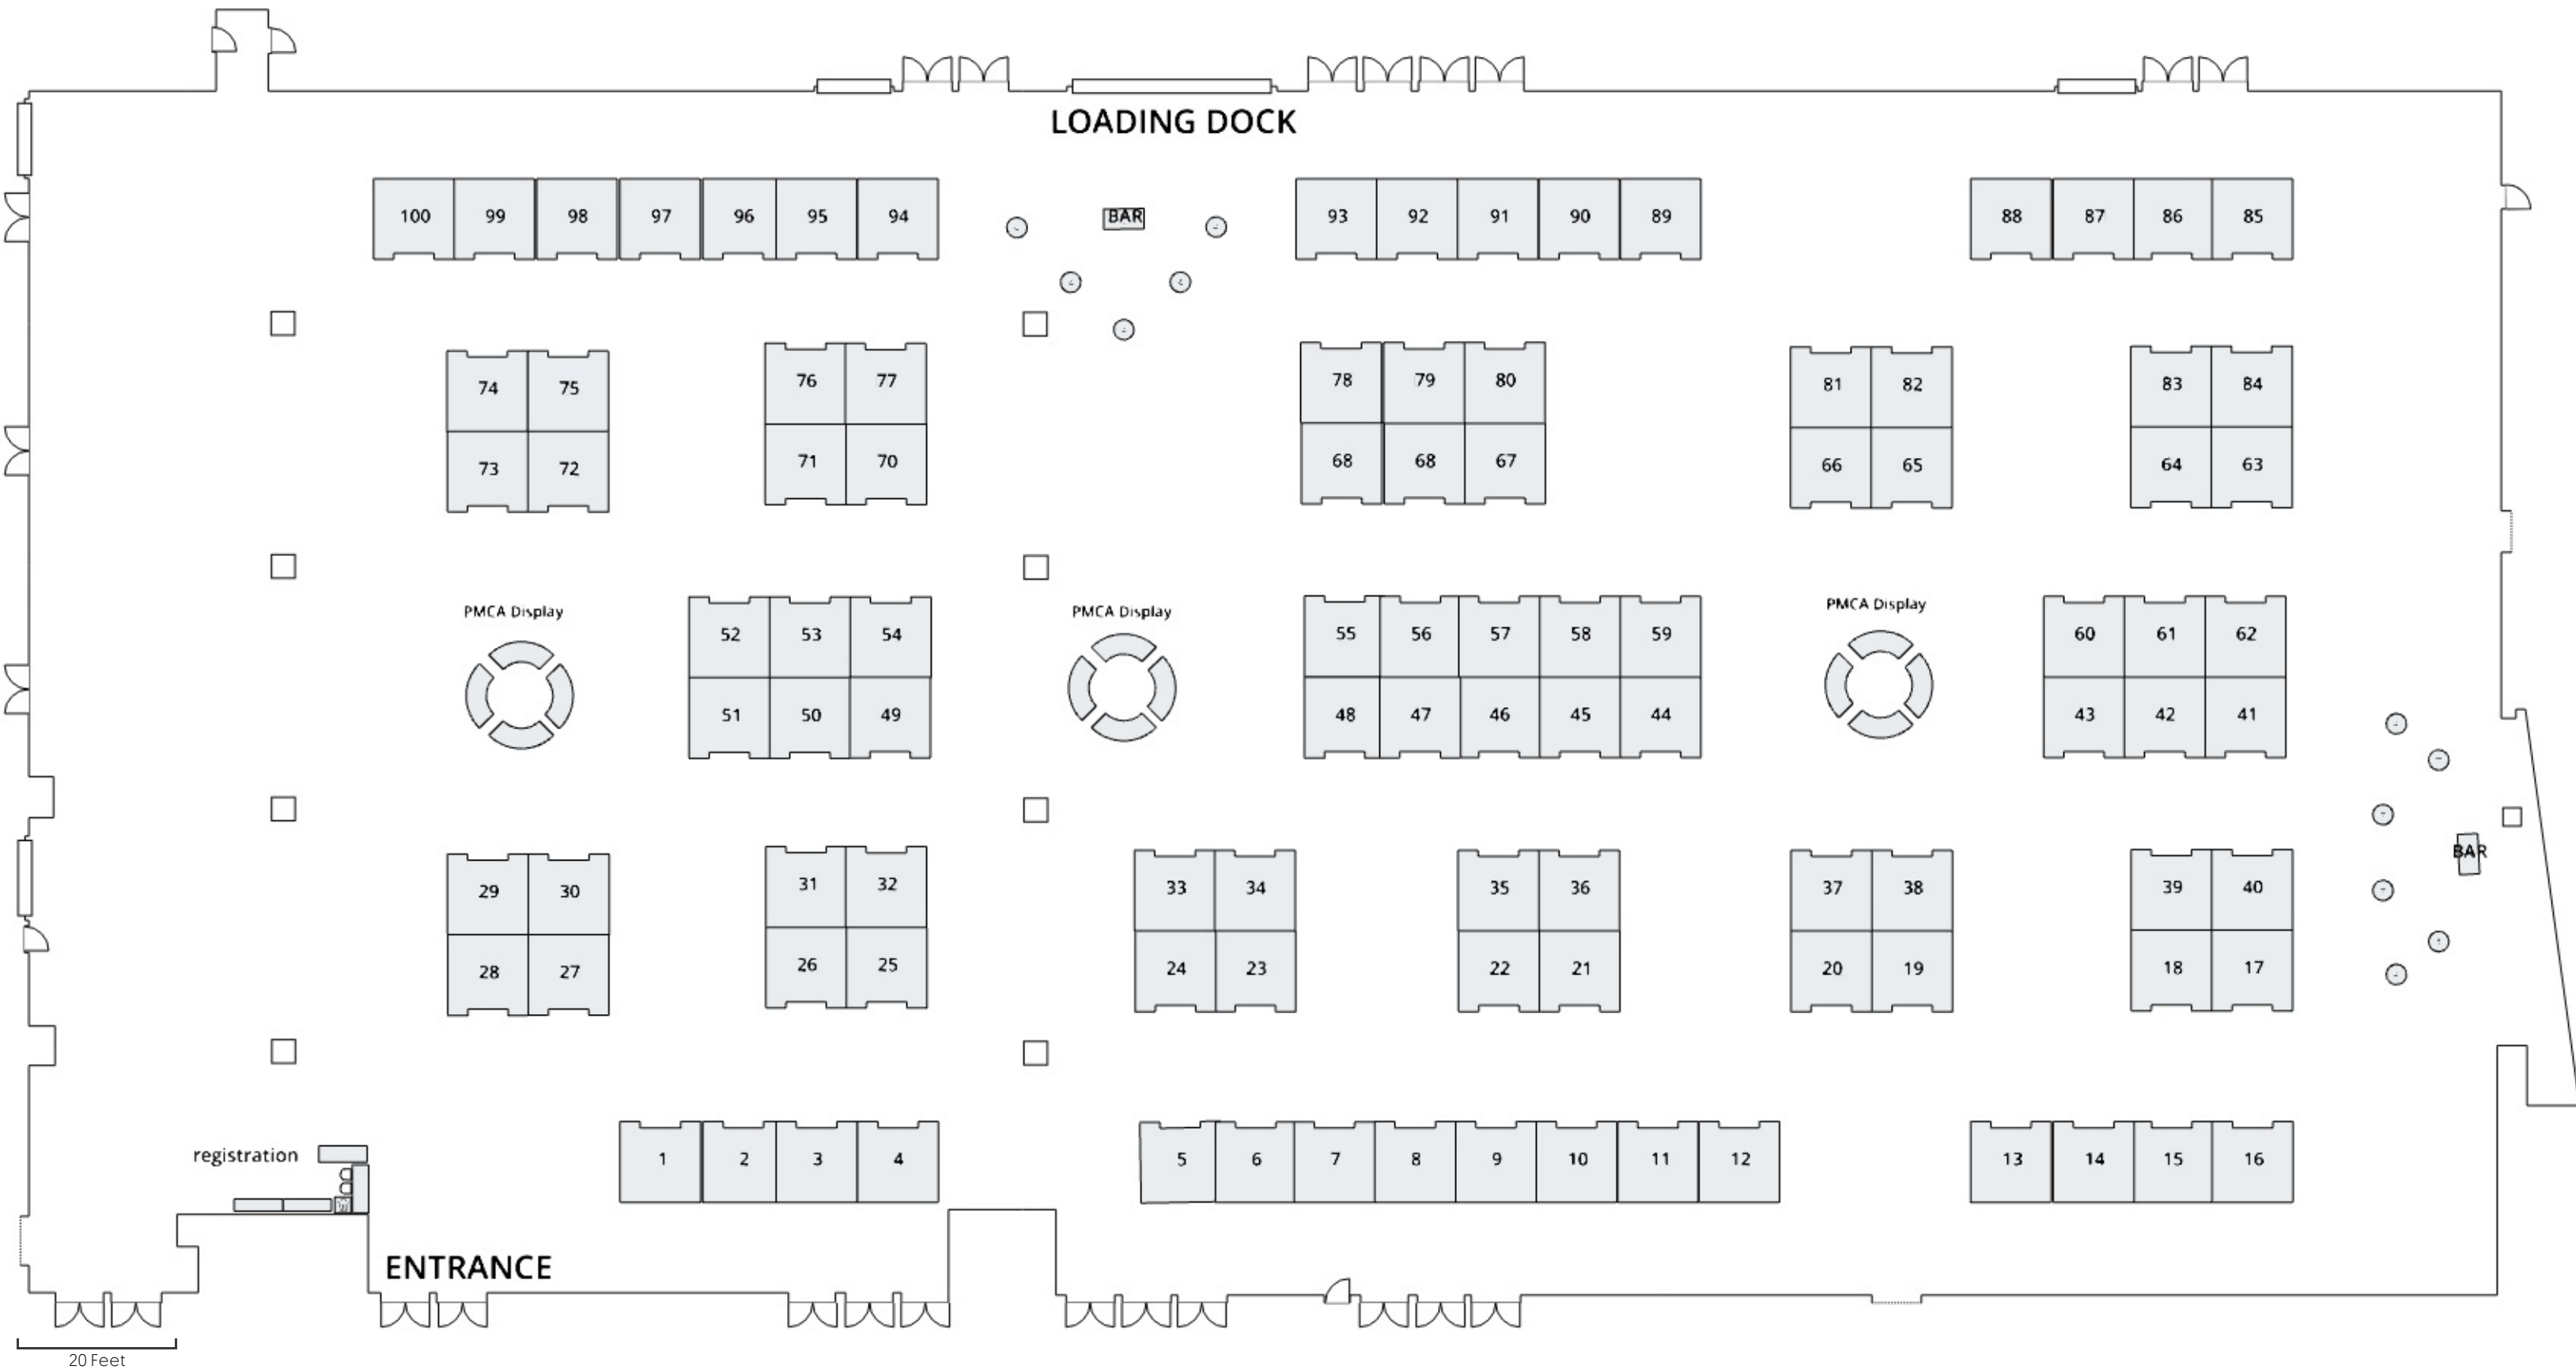 LOADING DOCK
100 99 98 97 96 95 94 BAR 93 92 91 90 89 88 87 86 85
74 75 76 77 78 79 80 81 82 83 84
73 72 71 70 68 68 67 66 65 64 63
PMCA Display PMCA Display PMCA Display
52 53 54 55 56 57 58 59 60 61 62
51 50 49 48 47 46 45 44 43 42 41
BAR
29 30 31 32 33 34 35 36 37 38 39 40
28 27 26 25 24 23 22 21 20 19 18 17
registration 1 2 3 4 5 6 7 8 9 10 11 12 13 14 15 16
ENTRANCE
20 Feet